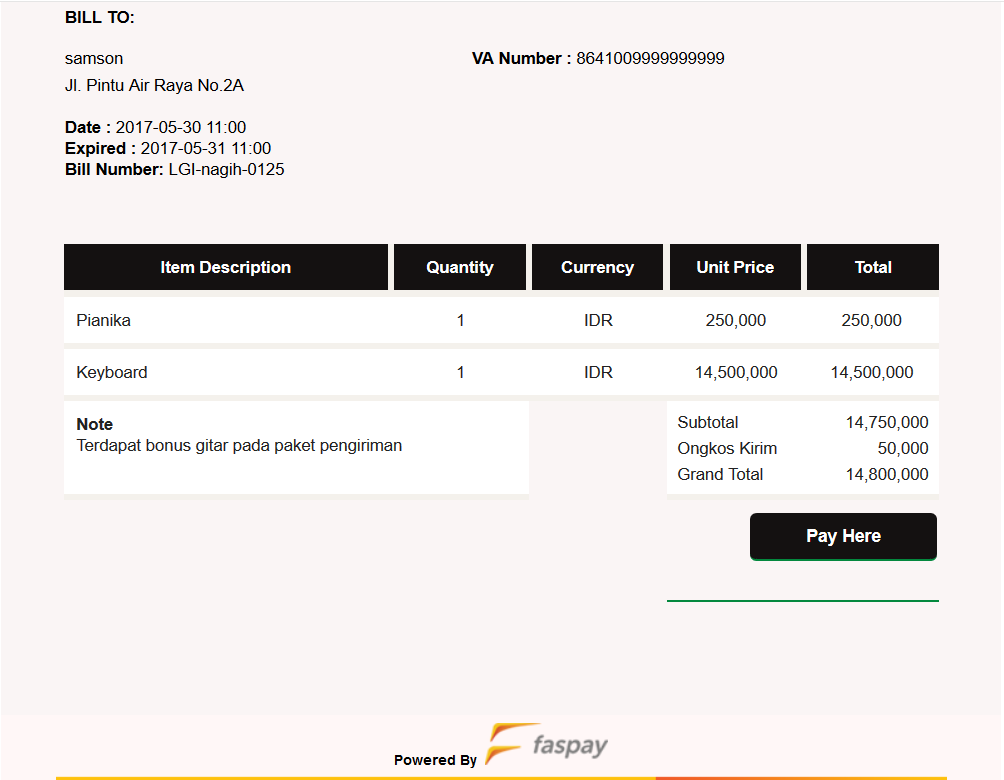 BILL TO:
samson
VA Number : 8641009999999999
Jl. Pintu Air Raya No.2A
Date : 2017-05-30 11:00
Expired : 2017-05-31 11:00
Bill Number: LGI-nagih-0125
Item Description Quantity Currency Unit Price Total
Pianika 1 IDR 250,000 250,000
Keyboard 1 IDR 14,500,000 14,500,000
Note
Terdapat bonus gitar pada paket pengiriman
Subtotal 14,750,000
Ongkos Kirim 50,000
Grand Total 14,800,000
Pay Here
Powered By faspay